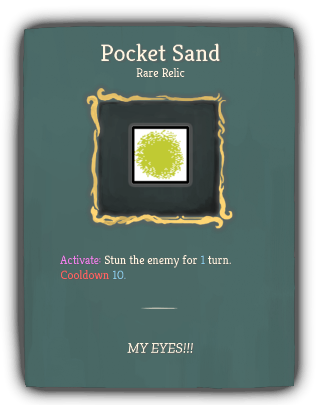 Pocket Sand
Rare Relic
Activate: Stun the enemy for 1 turn.
Cooldown 10.
MY EYES!!!